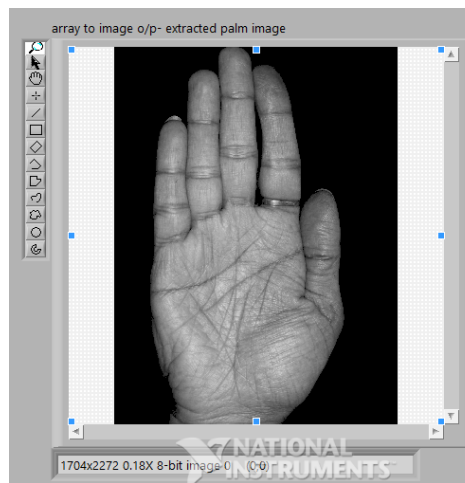 array to image o/p- extracted palm image
NATIONAL
INSTRUMENTS
1704x2272 0.18X 8-bit image 0 (0,0)